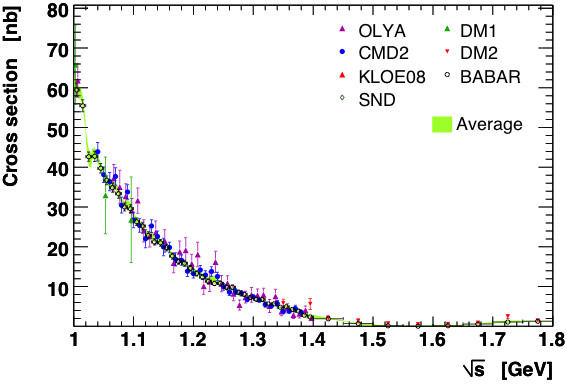 Cross section [nb]
80
70
60
50
40
30
20
10
OLYA
CMD2
KLOE08
SND
DM1
DM2
BABAR
Average
1 1.1 1.2 1.3 1.4 1.5 1.6 1.7 1.8
√s [GeV]